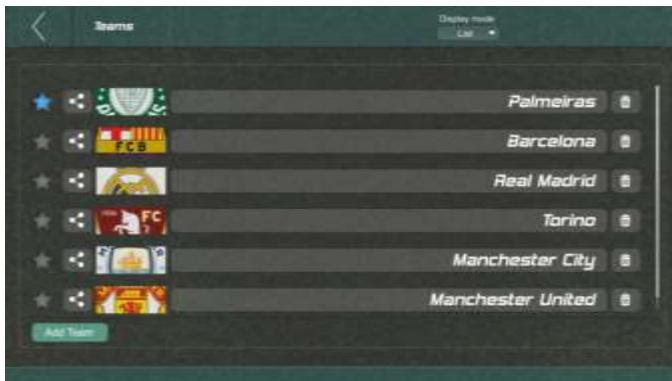 Teams
Display mode
List
Palmeiras
FCB
Barcelona
Real Madrid
FC
Torino
Manchester City
Manchester United
Add Team